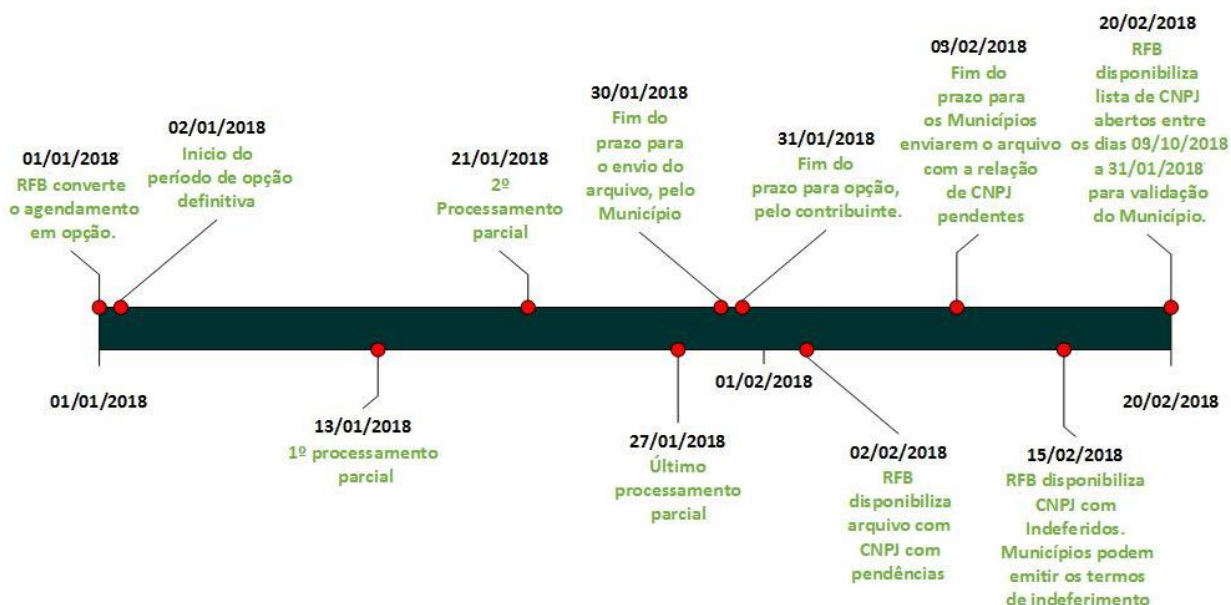 01/01/2018
RFB converte
o agendamento
em opção.
02/01/2018
Inicio do
período de opção
definitiva
21/01/2018
2º
Processamento
parcial
30/01/2018
Fim do
prazo para
o envio do
arquivo, pelo
Município
31/01/2018
Fim do
prazo para opção,
pelo contribuinte.
09/02/2018
Fim do
prazo para
os Municípios
enviarem o arquivo
com a relação
de CNPJ
pendentes
20/02/2018
RFB
disponibiliza
lista de CNPJ
abertos entre
os dias 09/10/2018
a 31/01/2018
para validação
do Município.
01/01/2018
13/01/2018
1º processamento
parcial
27/01/2018
Último
processamento
parcial
01/02/2018
02/02/2018
RFB
disponibiliza
arquivo com
CNPJ com
pendências
15/02/2018
RFB disponibiliza
CNPJ com
Indeferidos.
Municípios podem
emitir os termos
de indeferimento
20/02/2018